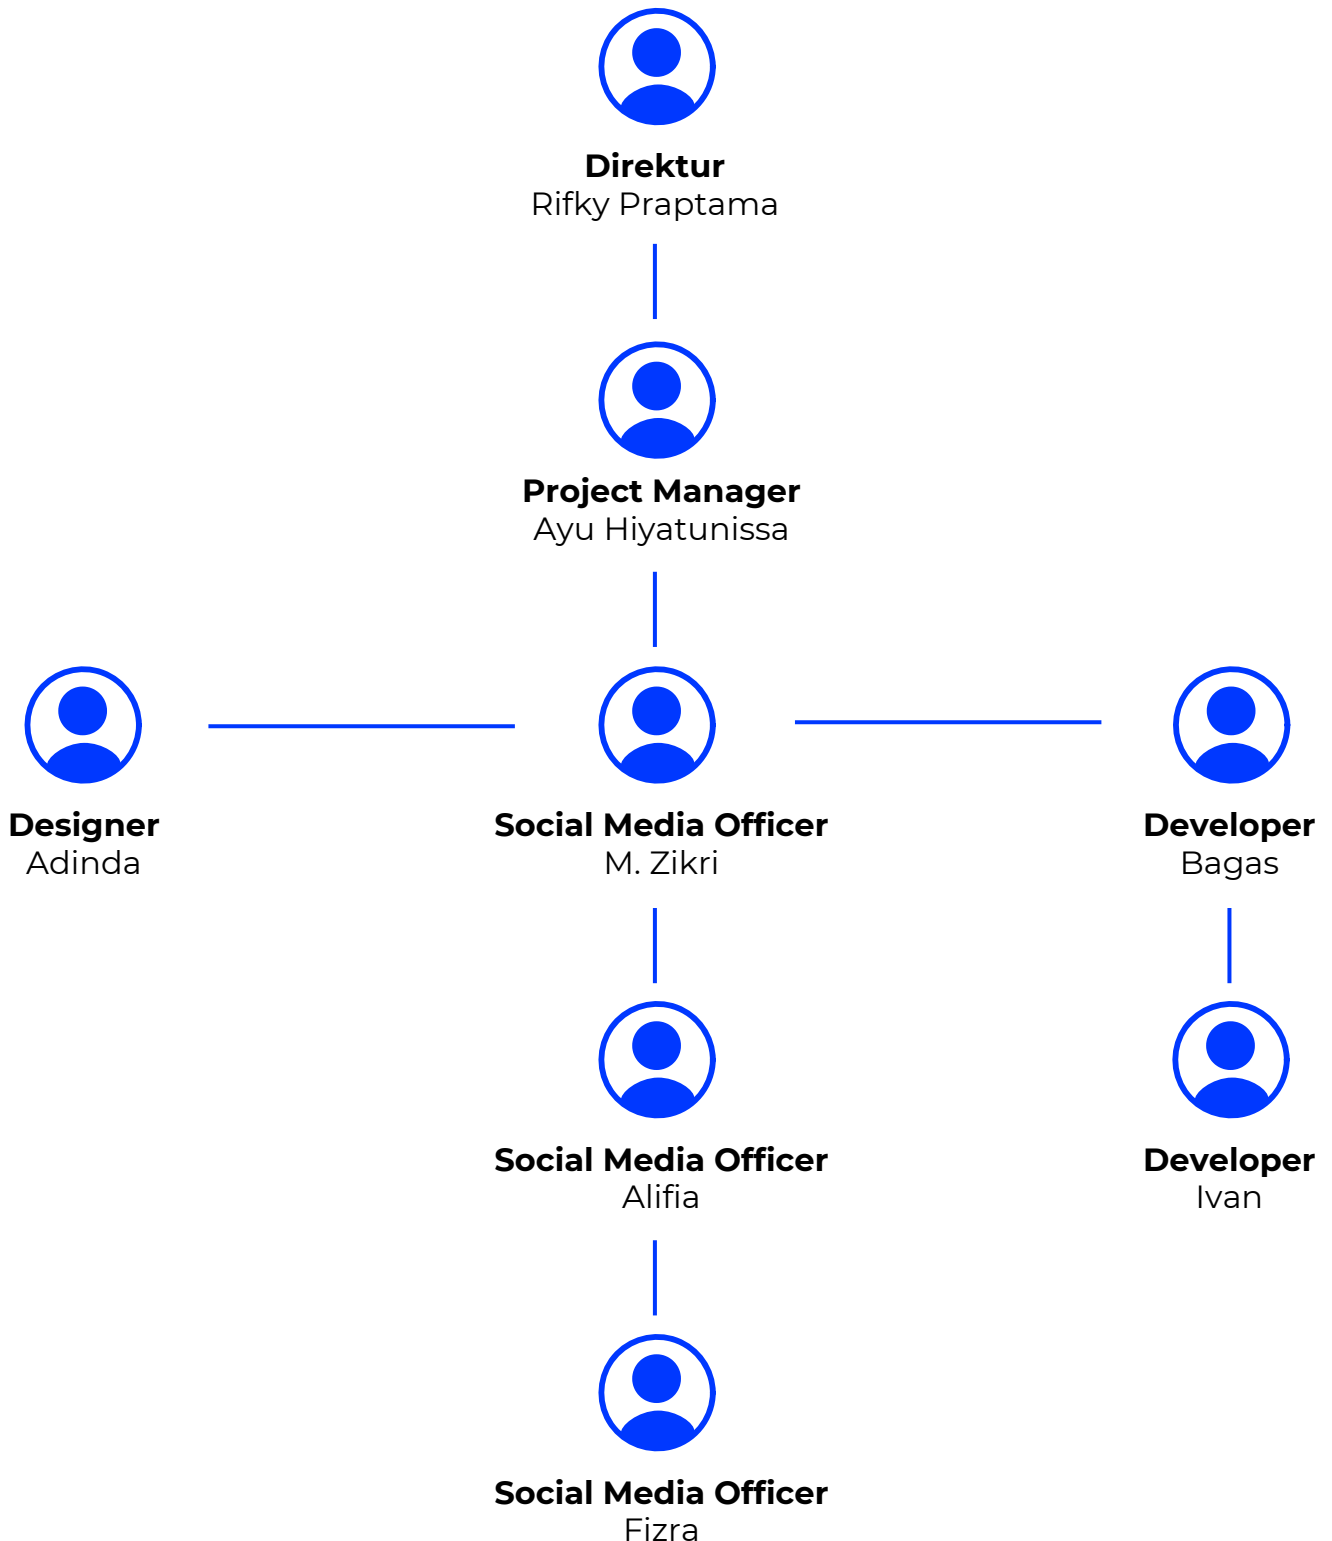 Direktur
Rifky Praptama
Project Manager
Ayu Hiyatunissa
Designer
Adinda
Social Media Officer
M. Zikri
Developer
Bagas
Social Media Officer
Alifia
Developer
Ivan
Social Media Officer
Fizra